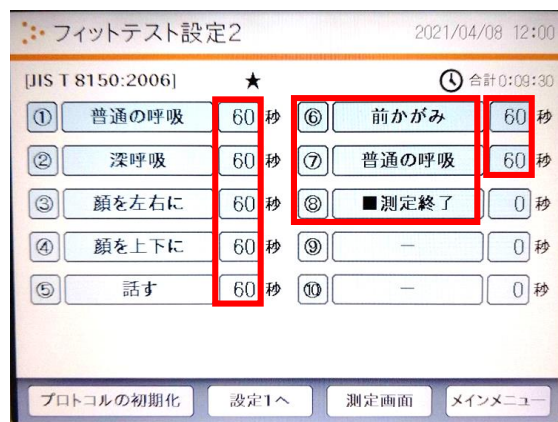 フィットテスト設定2 2021/04/08 12:00
[JIS T 8150:2006] ★ 合計0:09:30
① 普通の呼吸 60 秒 ⑥ 前かがみ 60 秒
② 深呼吸 60 秒 ⑦ 普通の呼吸 60 秒
③ 顔を左右に 60 秒 ⑧ ■測定終了 0 秒
④ 顔を上下に 60 秒 ⑨ − 0 秒
⑤ 話す 60 秒 ⑩ − 0 秒
プロトコルの初期化 設定1へ 測定画面 メインメニュー